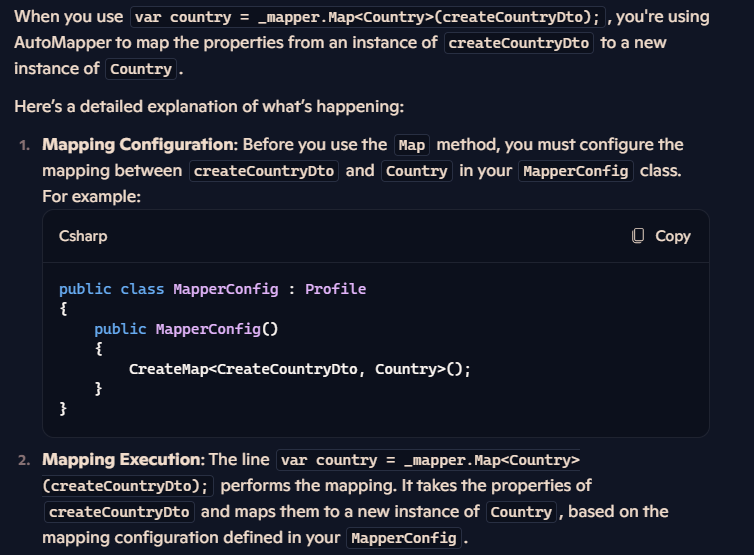 When you use var country = _mapper.Map<Country>(createCountryDto); , you're using
AutoMapper to map the properties from an instance of createCountryDto to a new
instance of Country .
Here’s a detailed explanation of what’s happening:
1. Mapping Configuration: Before you use the Map method, you must configure the
mapping between createCountryDto and Country in your MapperConfig class.
For example:
Csharp Copy
public class MapperConfig : Profile
{
    public MapperConfig()
    {
        CreateMap<CreateCountryDto, Country>();
    }
}
2. Mapping Execution: The line var country = _mapper.Map<Country>
(createCountryDto); performs the mapping. It takes the properties of
createCountryDto and maps them to a new instance of Country , based on the
mapping configuration defined in your MapperConfig .